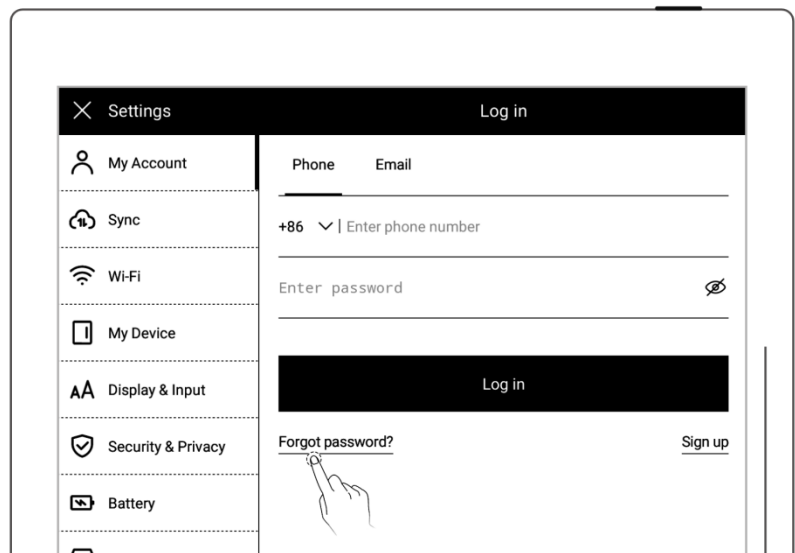 Settings
Log in
My Account
Sync
Wi-Fi
My Device
Display & Input
Security & Privacy
Battery
Phone Email
+86 Enter phone number
Enter password
Log in
Forgot password? Sign up